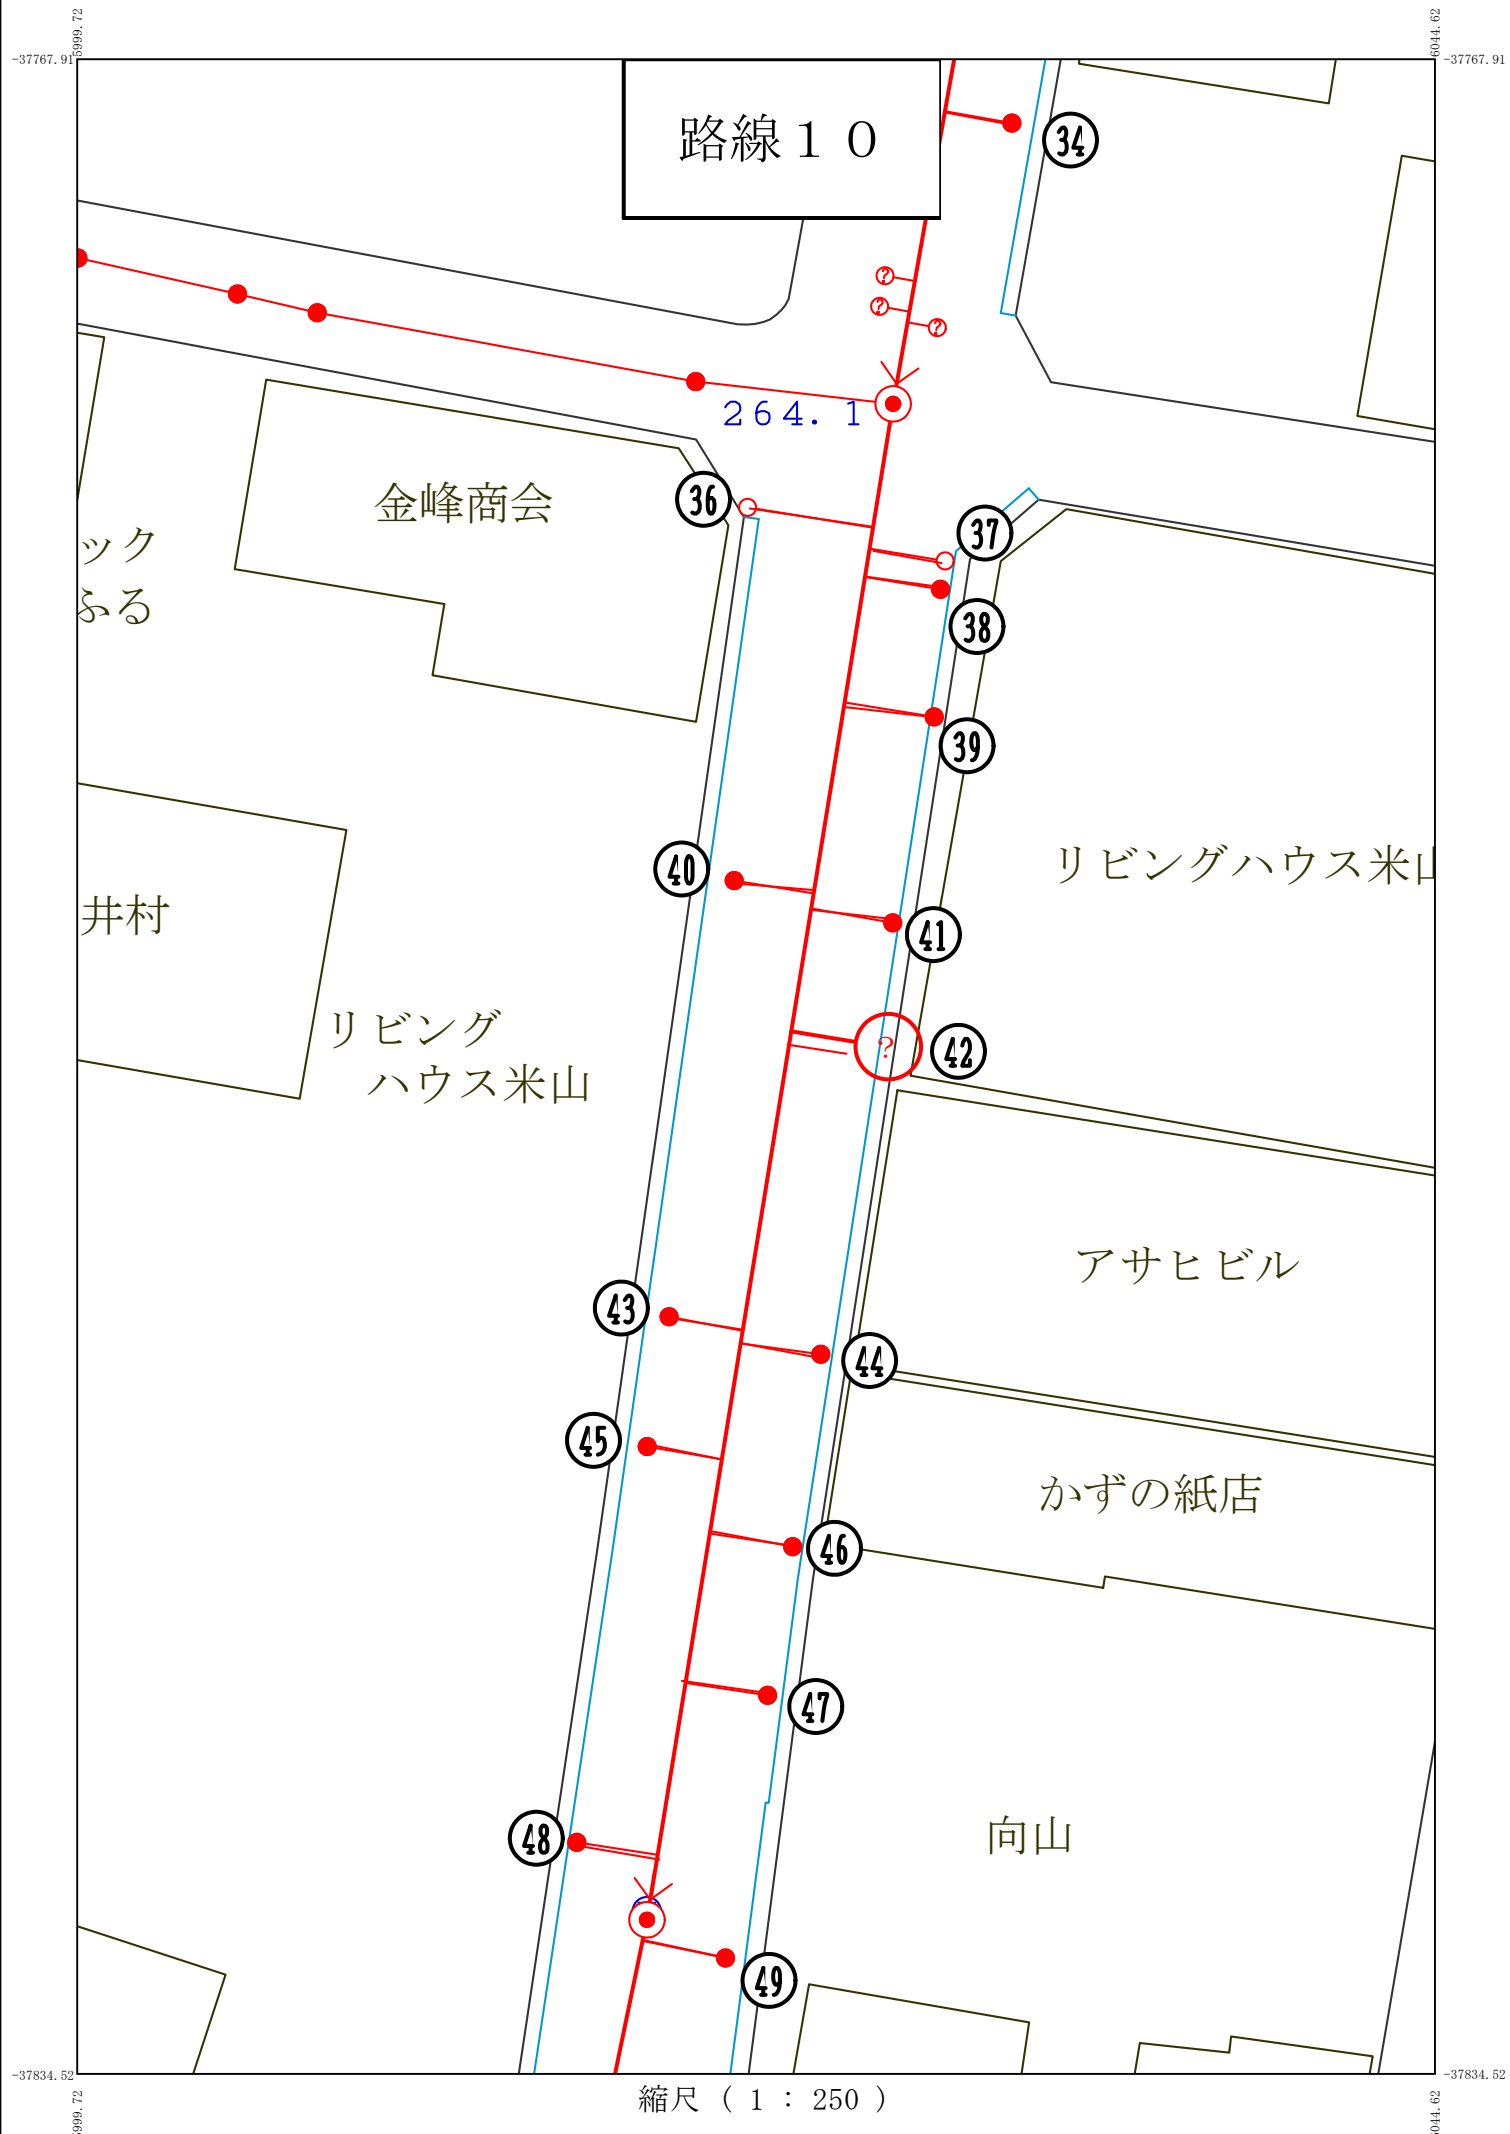 5999.72
6044.62
-37767.91
-37767.91
路線１０
34
?
?
?
264.1
36
金峰商会
37
ック
ふる
38
39
40
リビングハウス米山
井村
41
リビング
ハウス米山
?
42
アサヒビル
43
44
45
かずの紙店
46
47
48
向山
49
-37834.52
-37834.52
縮尺 ( 1 : 250 )
5999.72
6044.62